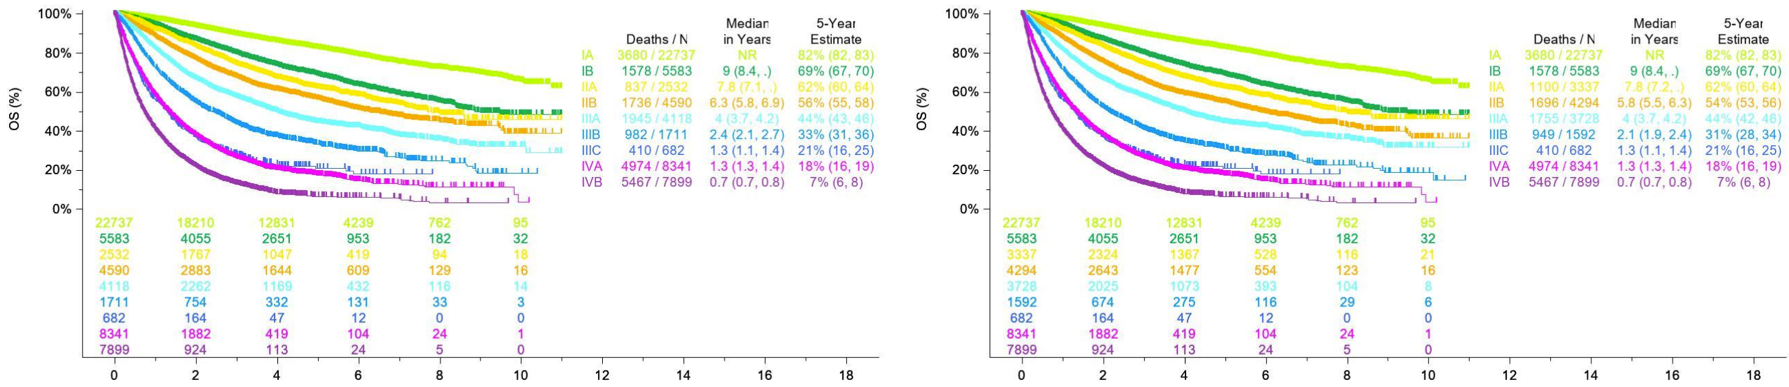 100%
80%
60%
40%
20%
0%
OS (%)
Deaths / N Median in Years 5-Year Estimate
IA 3680 / 22737 NR 82% (82, 83)
IB 1578 / 5583 9 (8.4, .) 69% (67, 70)
IIA 837 / 2532 7.8 (7.1, .) 62% (60, 64)
IIB 1736 / 4590 6.3 (5.8, 6.9) 56% (55, 58)
IIIA 1945 / 4118 4 (3.7, 4.2) 44% (43, 46)
IIIB 982 / 1711 2.4 (2.1, 2.7) 33% (31, 36)
IIIC 410 / 682 1.3 (1.1, 1.4) 21% (16, 25)
IVA 4974 / 8341 1.3 (1.3, 1.4) 18% (16, 19)
IVB 5467 / 7899 0.7 (0.7, 0.8) 7% (6, 8)
22737 18210 12831 4239 762 95
5583 4055 2651 953 182 32
2532 1767 1047 419 94 18
4590 2883 1644 609 129 16
4118 2262 1169 432 116 14
1711 754 332 131 33 3
682 164 47 12 0 0
8341 1882 419 104 24 1
7899 924 113 24 5 0
0 2 4 6 8 10 12 14 16 18
100%
80%
60%
40%
20%
0%
OS (%)
Deaths / N Median in Years 5-Year Estimate
IA 3680 / 22737 NR 82% (82, 83)
IB 1578 / 5583 9 (8.4, .) 69% (67, 70)
IIA 1100 / 3337 7.8 (7.2, .) 62% (60, 64)
IIB 1696 / 4294 5.8 (5.5, 6.3) 54% (53, 56)
IIIA 1755 / 3728 4 (3.7, 4.2) 44% (42, 46)
IIIB 949 / 1592 2.1 (1.9, 2.4) 31% (28, 34)
IIIC 410 / 682 1.3 (1.1, 1.4) 21% (16, 25)
IVA 4974 / 8341 1.3 (1.3, 1.4) 18% (16, 19)
IVB 5467 / 7899 0.7 (0.7, 0.8) 7% (6, 8)
22737 18210 12831 4239 762 95
5583 4055 2651 953 182 32
3337 2324 1367 528 116 21
4294 2643 1477 554 123 16
3728 2025 1073 393 104 8
1592 674 275 116 29 6
682 164 47 12 0 0
8341 1882 419 104 24 1
7899 924 113 24 5 0
0 2 4 6 8 10 12 14 16 18